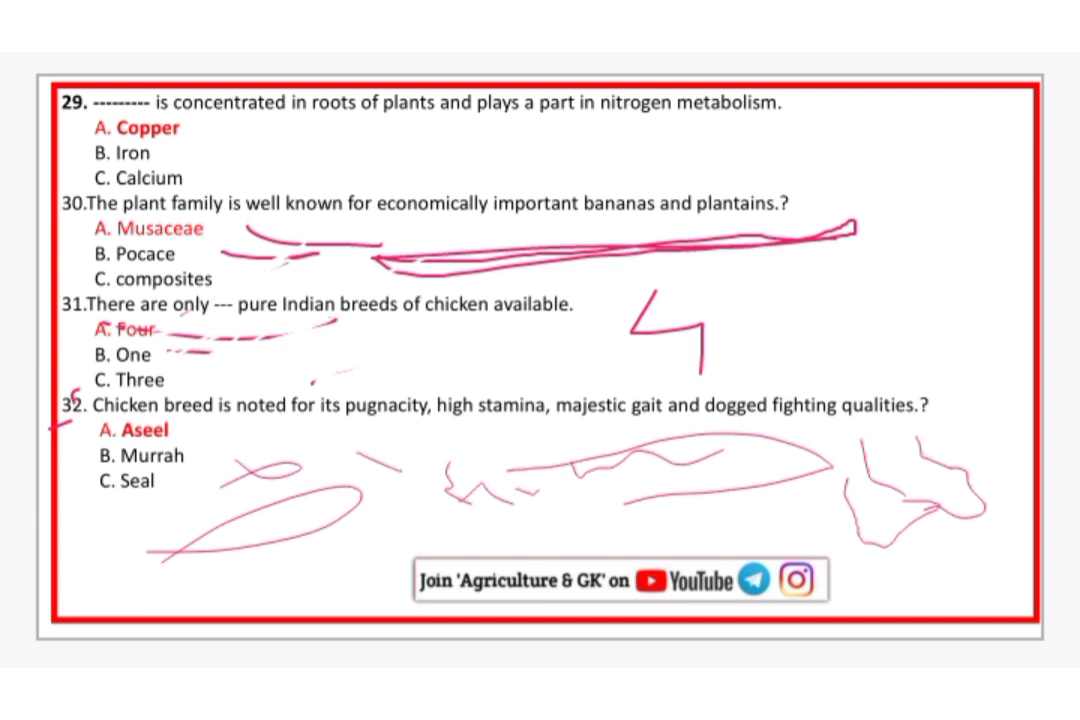 29. --------- is concentrated in roots of plants and plays a part in nitrogen metabolism.
A. Copper
B. Iron
C. Calcium
30.The plant family is well known for economically important bananas and plantains.?
A. Musaceae
B. Pocace
C. composites
31.There are only --- pure Indian breeds of chicken available.
A. Four
B. One
C. Three
4
32. Chicken breed is noted for its pugnacity, high stamina, majestic gait and dogged fighting qualities.?
A. Aseel
B. Murrah
C. Seal
Join 'Agriculture & GK' on YouTube